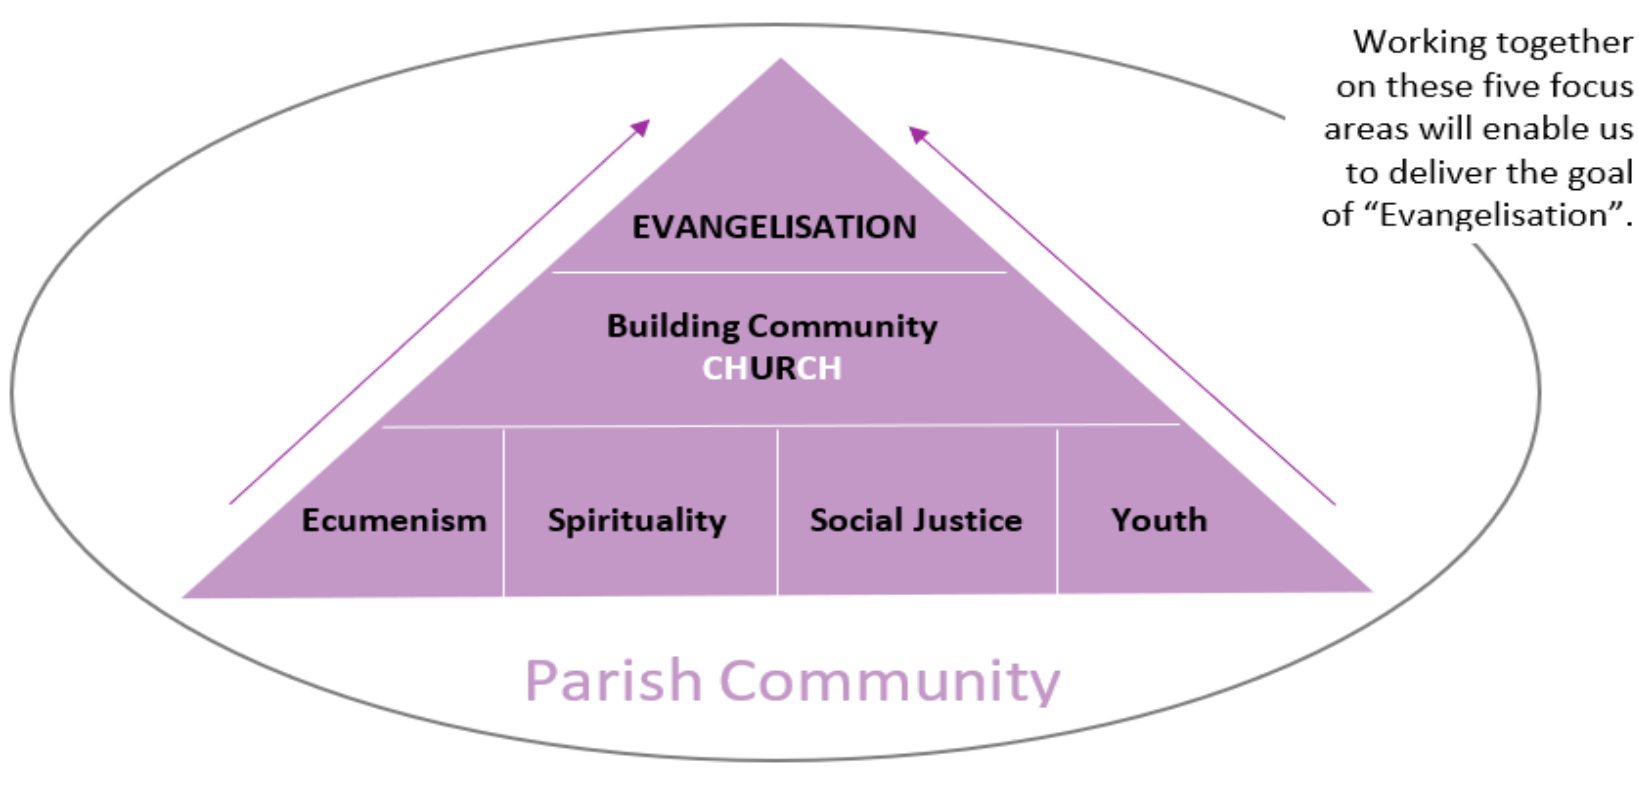 Working together
on these five focus
areas will enable us
to deliver the goal
of “Evangelisation”.
EVANGELISATION
Building Community
CHURCH
Ecumenism
Spirituality
Social Justice
Youth
Parish Community